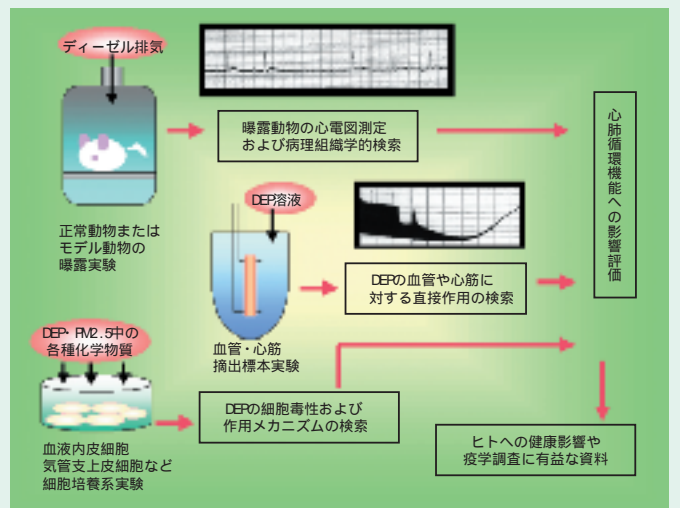 ディーゼル排気
曝露動物の心電図測定
および病理組織学的検索
正常動物または
モデル動物の
曝露実験
DEP溶液
DEPの血管や心筋に
対する直接作用の検索
血管・心筋
摘出標本実験
DEP・PM2.5中の
各種化学物質
DEPの細胞毒性および
作用メカニズムの検索
血液内皮細胞
気管支上皮細胞など
細胞培養系実験
心肺循環機能への影響評価
ヒトへの健康影響や
疫学調査に有益な資料